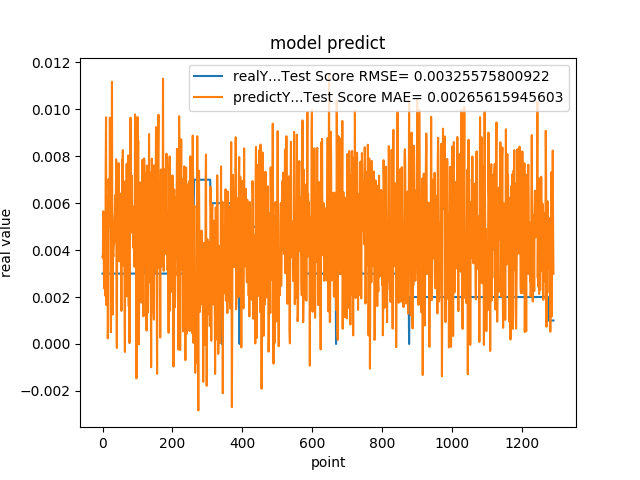 model predict
realY...Test Score RMSE= 0.00325575800922
predictY...Test Score MAE= 0.00265615945603
0.012
0.010
0.008
0.006
0.004
0.002
0.000
−0.002
real value
0 200 400 600 800 1000 1200
point